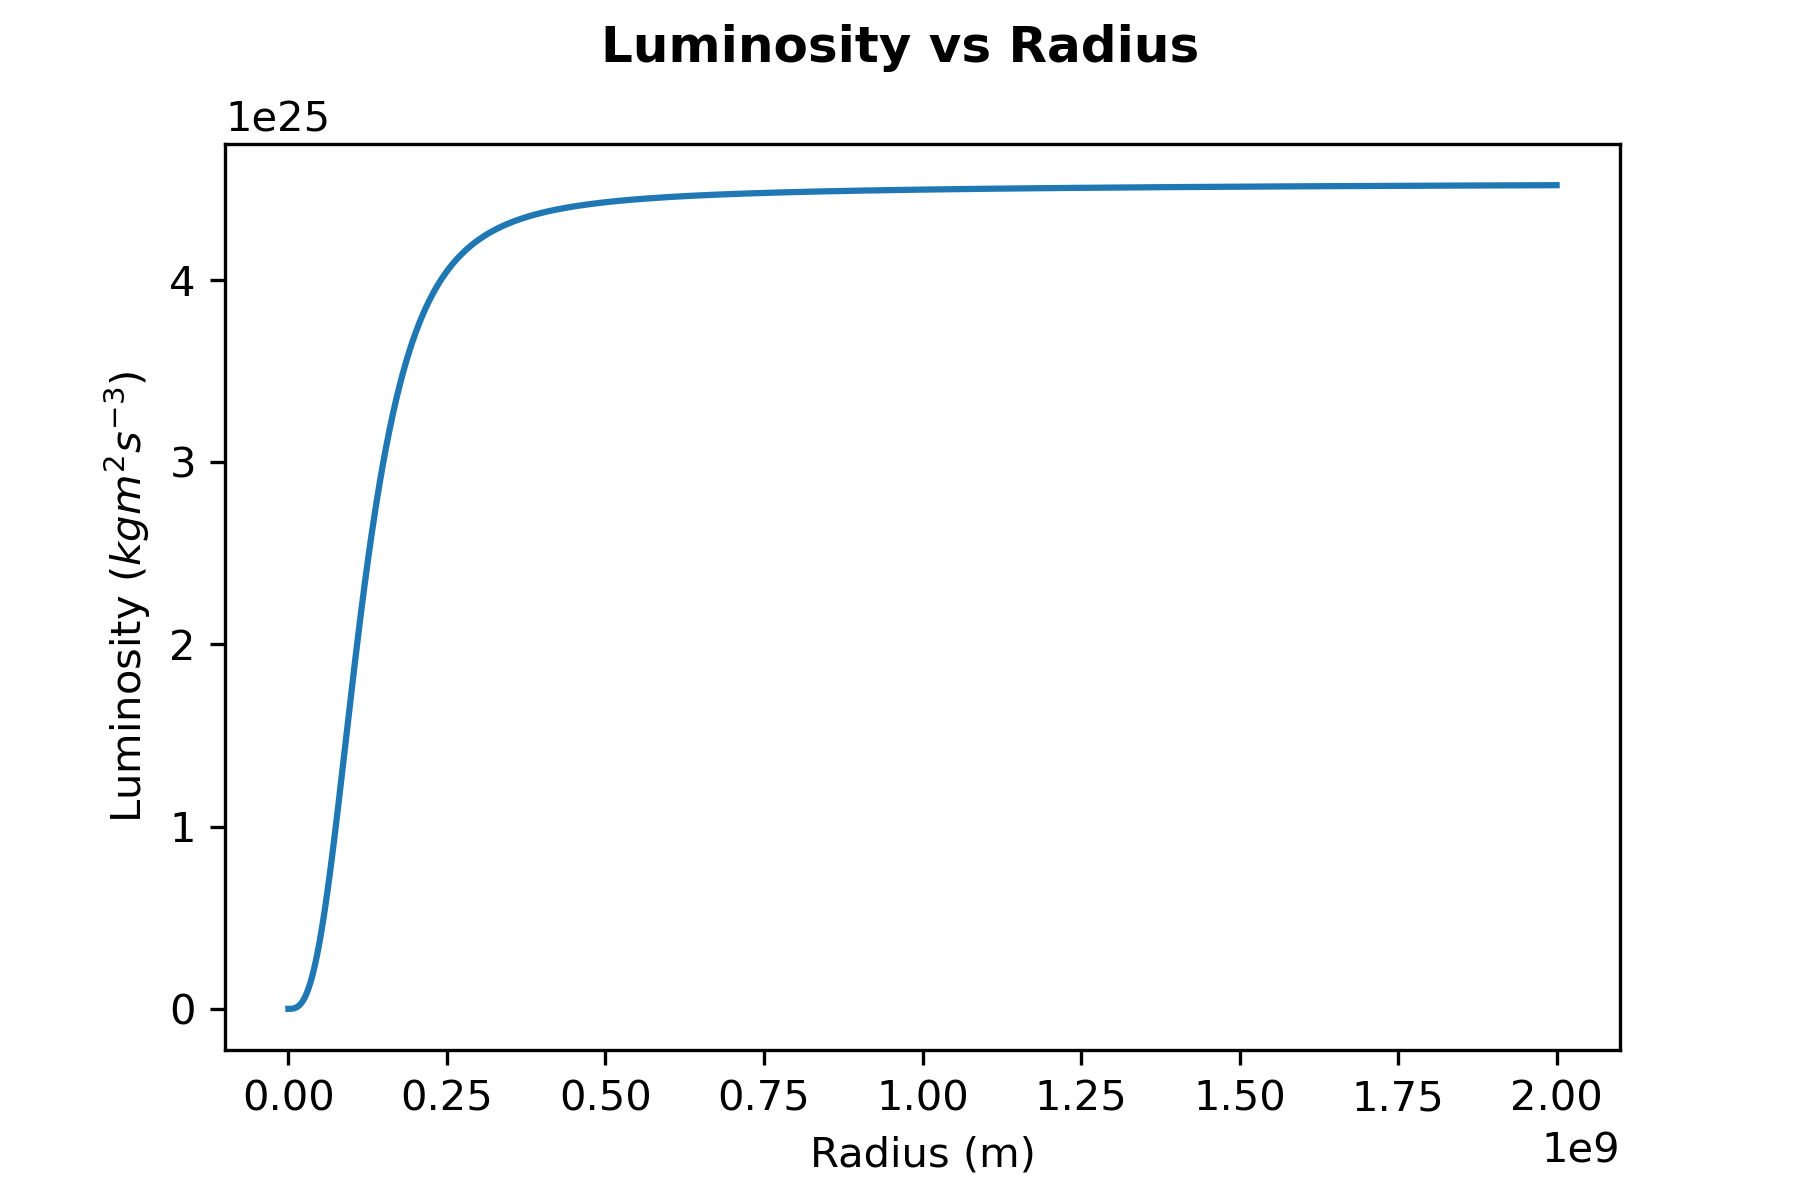 Luminosity vs Radius
1e25
Luminosity (kgm²s⁻³)
4
3
2
1
0
0.00 0.25 0.50 0.75 1.00 1.25 1.50 1.75 2.00
1e9
Radius (m)